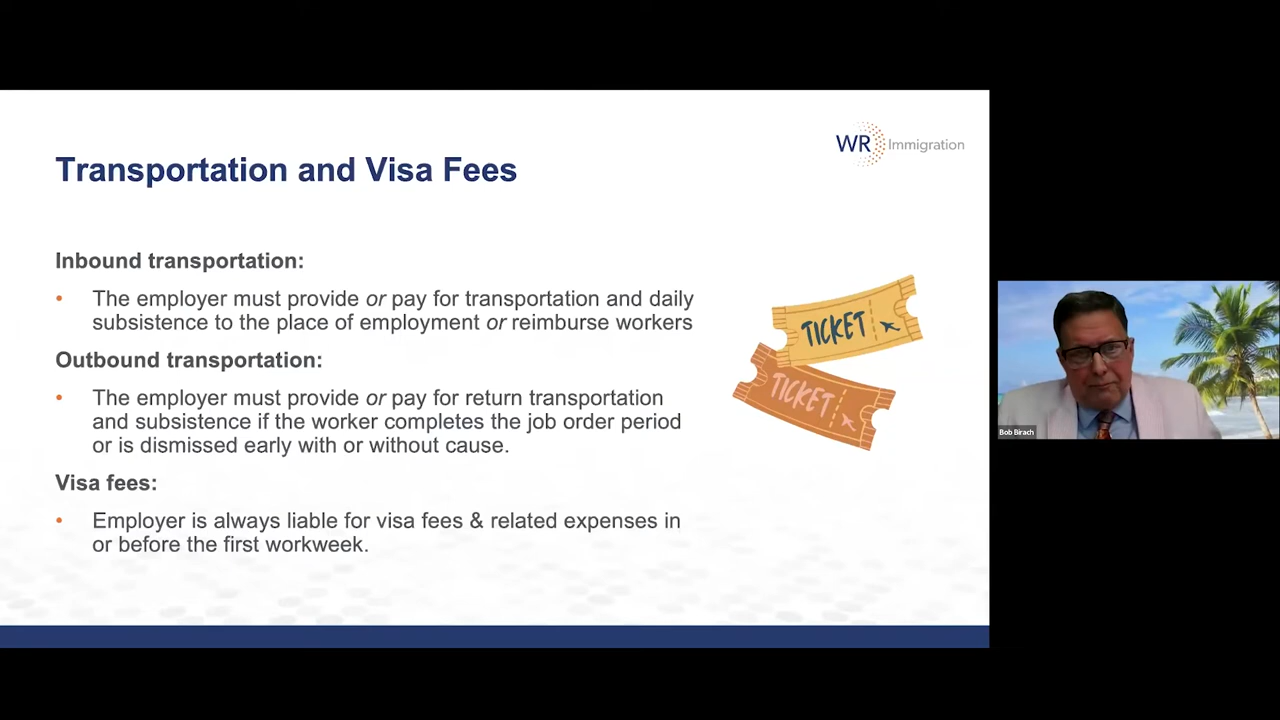 WR Immigration
Transportation and Visa Fees
Inbound transportation:
• The employer must provide or pay for transportation and daily
subsistence to the place of employment or reimburse workers
Outbound transportation:
• The employer must provide or pay for return transportation
and subsistence if the worker completes the job order period
or is dismissed early with or without cause.
Visa fees:
• Employer is always liable for visa fees & related expenses in
or before the first workweek.
TICKET
TICKET
Bob Birach